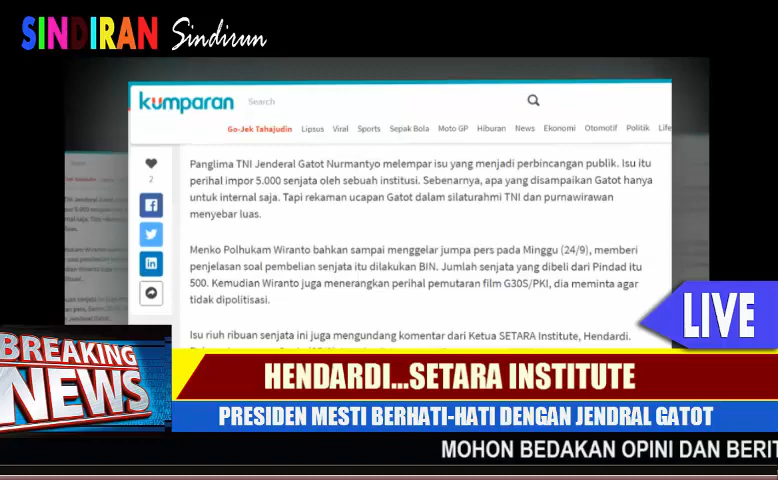 SINDIRAN Sindirun
kumparan
Search
Go-Jek Tahajudin Lipsus Viral Sports Sepak Bola Moto GP Hiburan News Ekonomi Otomotif Politik Life
2
Panglima TNI Jenderal Gatot Nurmantyo melempar isu yang menjadi perbincangan publik. Isu itu
perihal impor 5.000 senjata oleh sebuah institusi. Sebenarnya, apa yang disampaikan Gatot hanya
untuk internal saja. Tapi rekaman ucapan Gatot dalam silaturahmi TNI dan purnawirawan
menyebar luas.
Menko Polhukam Wiranto bahkan sampai menggelar jumpa pers pada Minggu (24/9), memberi
penjelasan soal pembelian senjata itu dilakukan BIN. Jumlah senjata yang dibeli dari Pindad itu
500. Kemudian Wiranto juga menerangkan perihal pemutaran film G30S/PKI, dia meminta agar
tidak dipolitisasi.
Isu riuh ribuan senjata ini juga mengundang komentar dari Ketua SETARA Institute, Hendardi.
LIVE
BREAKING
NEWS
HENDARDI...SETARA INSTITUTE
PRESIDEN MESTI BERHATI-HATI DENGAN JENDRAL GATOT
MOHON BEDAKAN OPINI DAN BERIT